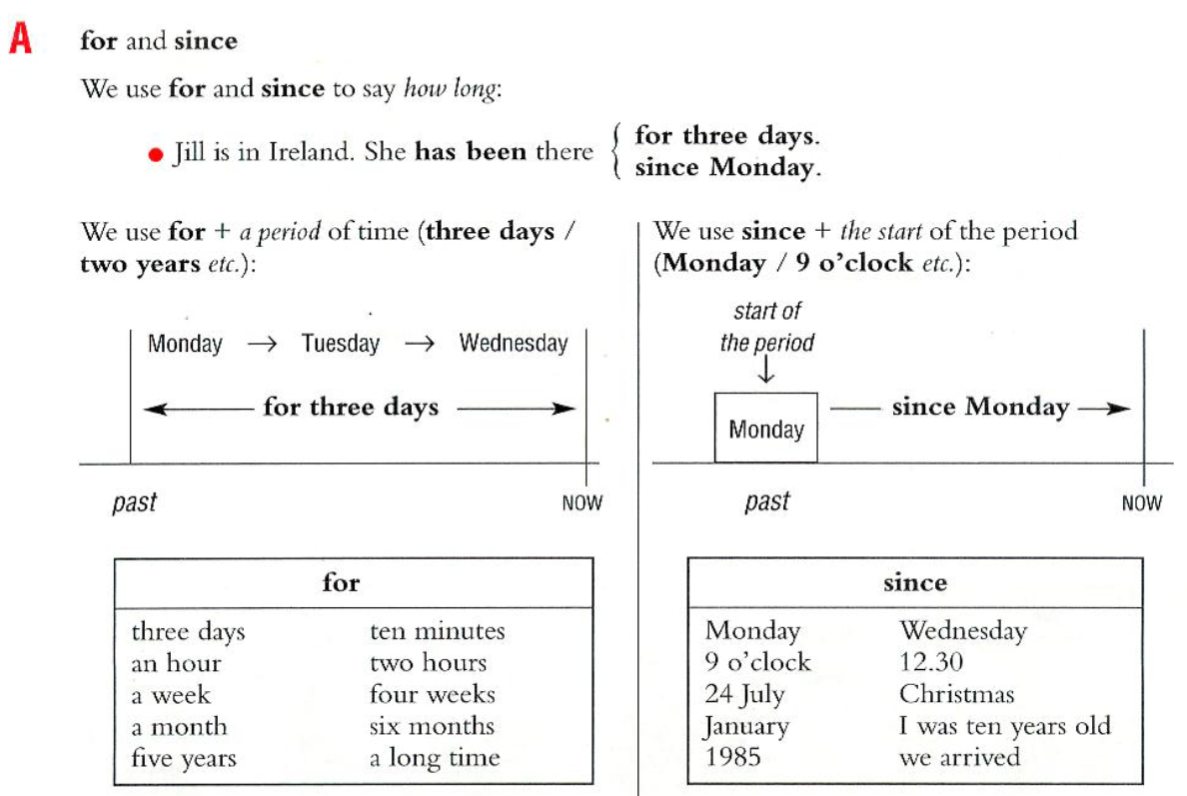 A
for and since
We use for and since to say how long:
• Jill is in Ireland. She has been there { for three days.
since Monday.
We use for + a period of time (three days /
two years etc.):
Monday → Tuesday → Wednesday
for three days
past NOW
for
three days ten minutes
an hour two hours
a week four weeks
a month six months
five years a long time
We use since + the start of the period
(Monday / 9 o'clock etc.):
start of
the period
Monday
since Monday
past NOW
since
Monday Wednesday
9 o'clock 12.30
24 July Christmas
January I was ten years old
1985 we arrived